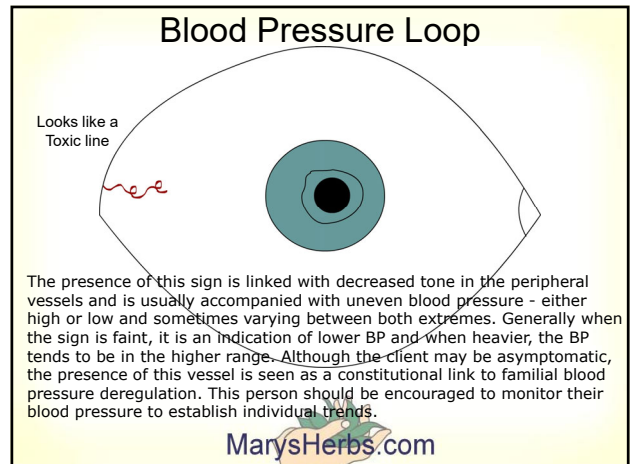 Blood Pressure Loop
Looks like a
Toxic line
The presence of this sign is linked with decreased tone in the peripheral
vessels and is usually accompanied with uneven blood pressure - either
high or low and sometimes varying between both extremes. Generally when
the sign is faint, it is an indication of lower BP and when heavier, the BP
tends to be in the higher range. Although the client may be asymptomatic,
the presence of this vessel is seen as a constitutional link to familial blood
pressure deregulation. This person should be encouraged to monitor their
blood pressure to establish individual trends.
MarysHerbs.com